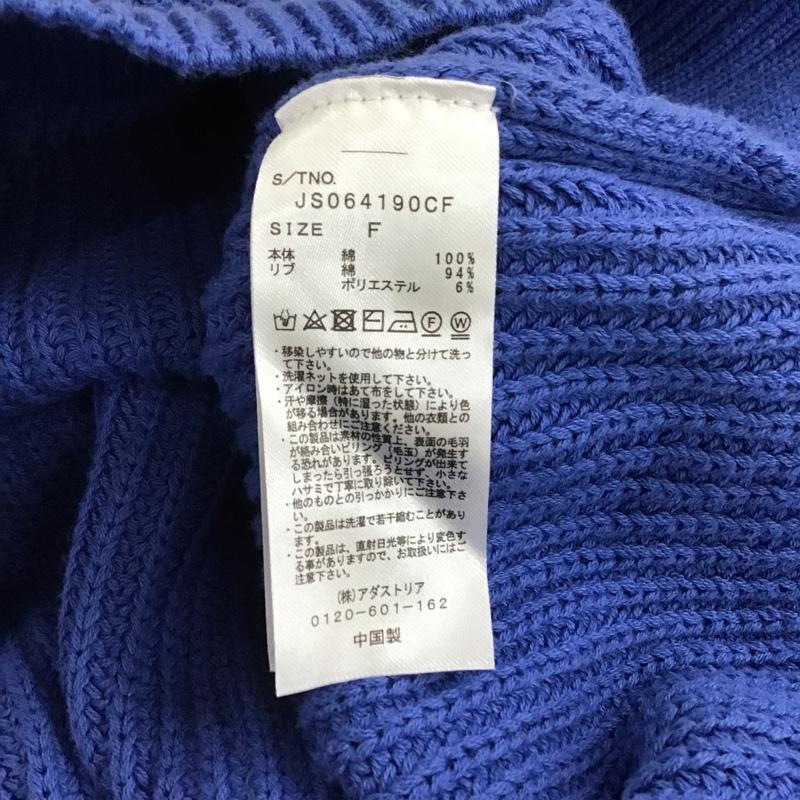 S/TNO.
JS064190CF
SIZE F
本体 綿 100%
リブ 綿 94%
ポリエステル 6%
F W
・移染しやすいので他の物と分けて洗っ
て下さい。
・洗濯ネットを使用して下さい。
・アイロン時はあて布をして下さい。
・汗や摩擦（特に湿った状態）により色
が移る場合があります。他の衣類との
組み合わせにご注意ください。
・この製品は素材の性質上、表面の毛羽
が絡み合いピリング（毛玉）が発生す
る恐れがあります。ピリングが出来て
しまったら引っ張ろうとせず、小さな
ハサミで丁寧に取り除いて下さい。
・他のものとの引っかかりにご注意下さ
い。
・この製品は洗濯で若干縮むことがあり
ます。
・この製品は、直射日光等により変色す
る事がありますので、お取扱いにはご
注意下さい。
(株)アダストリア
0120-601-162
中国製